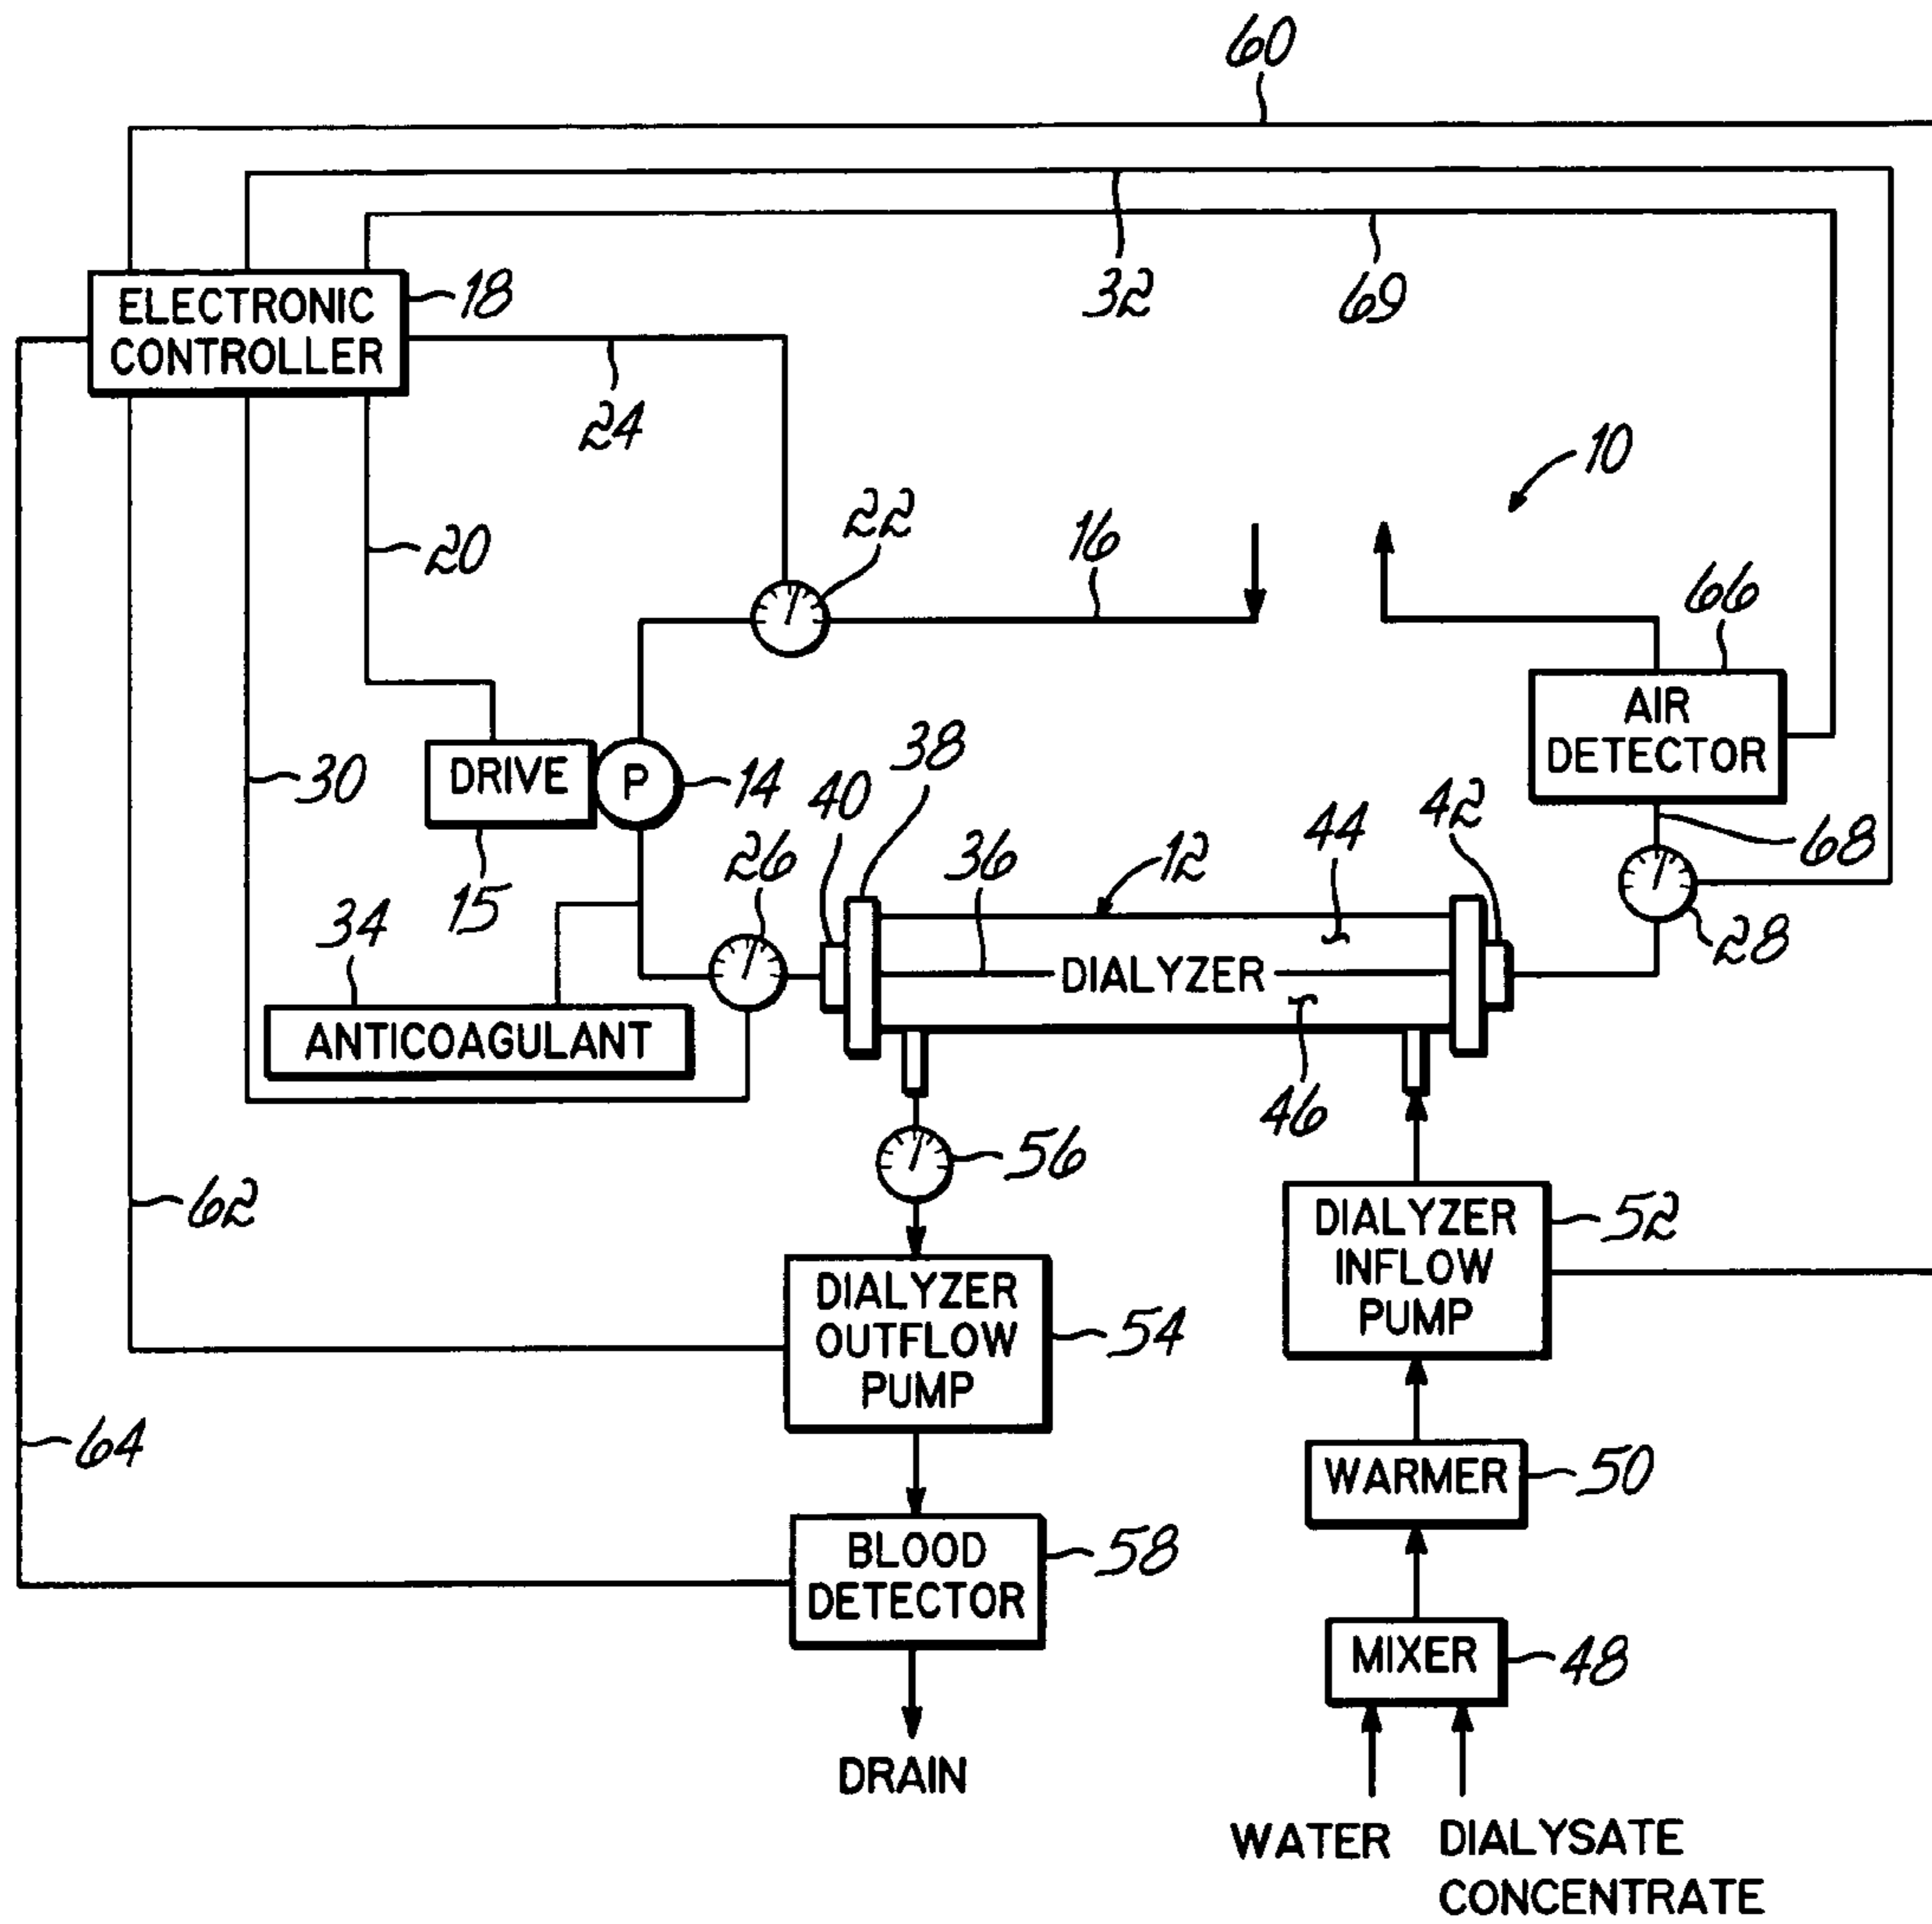 60
32
69
ELECTRONIC
CONTROLLER
18
24
10
22
20
16
66
AIR
DETECTOR
38
DRIVE
P
14
40
42
44
30
26
36
12
68
15
34
28
DIALYZER
ANTICOAGULANT
46
56
62
DIALYZER
INFLOW
PUMP
52
DIALYZER
OUTFLOW
PUMP
54
64
WARMER
50
BLOOD
DETECTOR
58
MIXER
48
DRAIN
WATER
DIALYSATE
CONCENTRATE